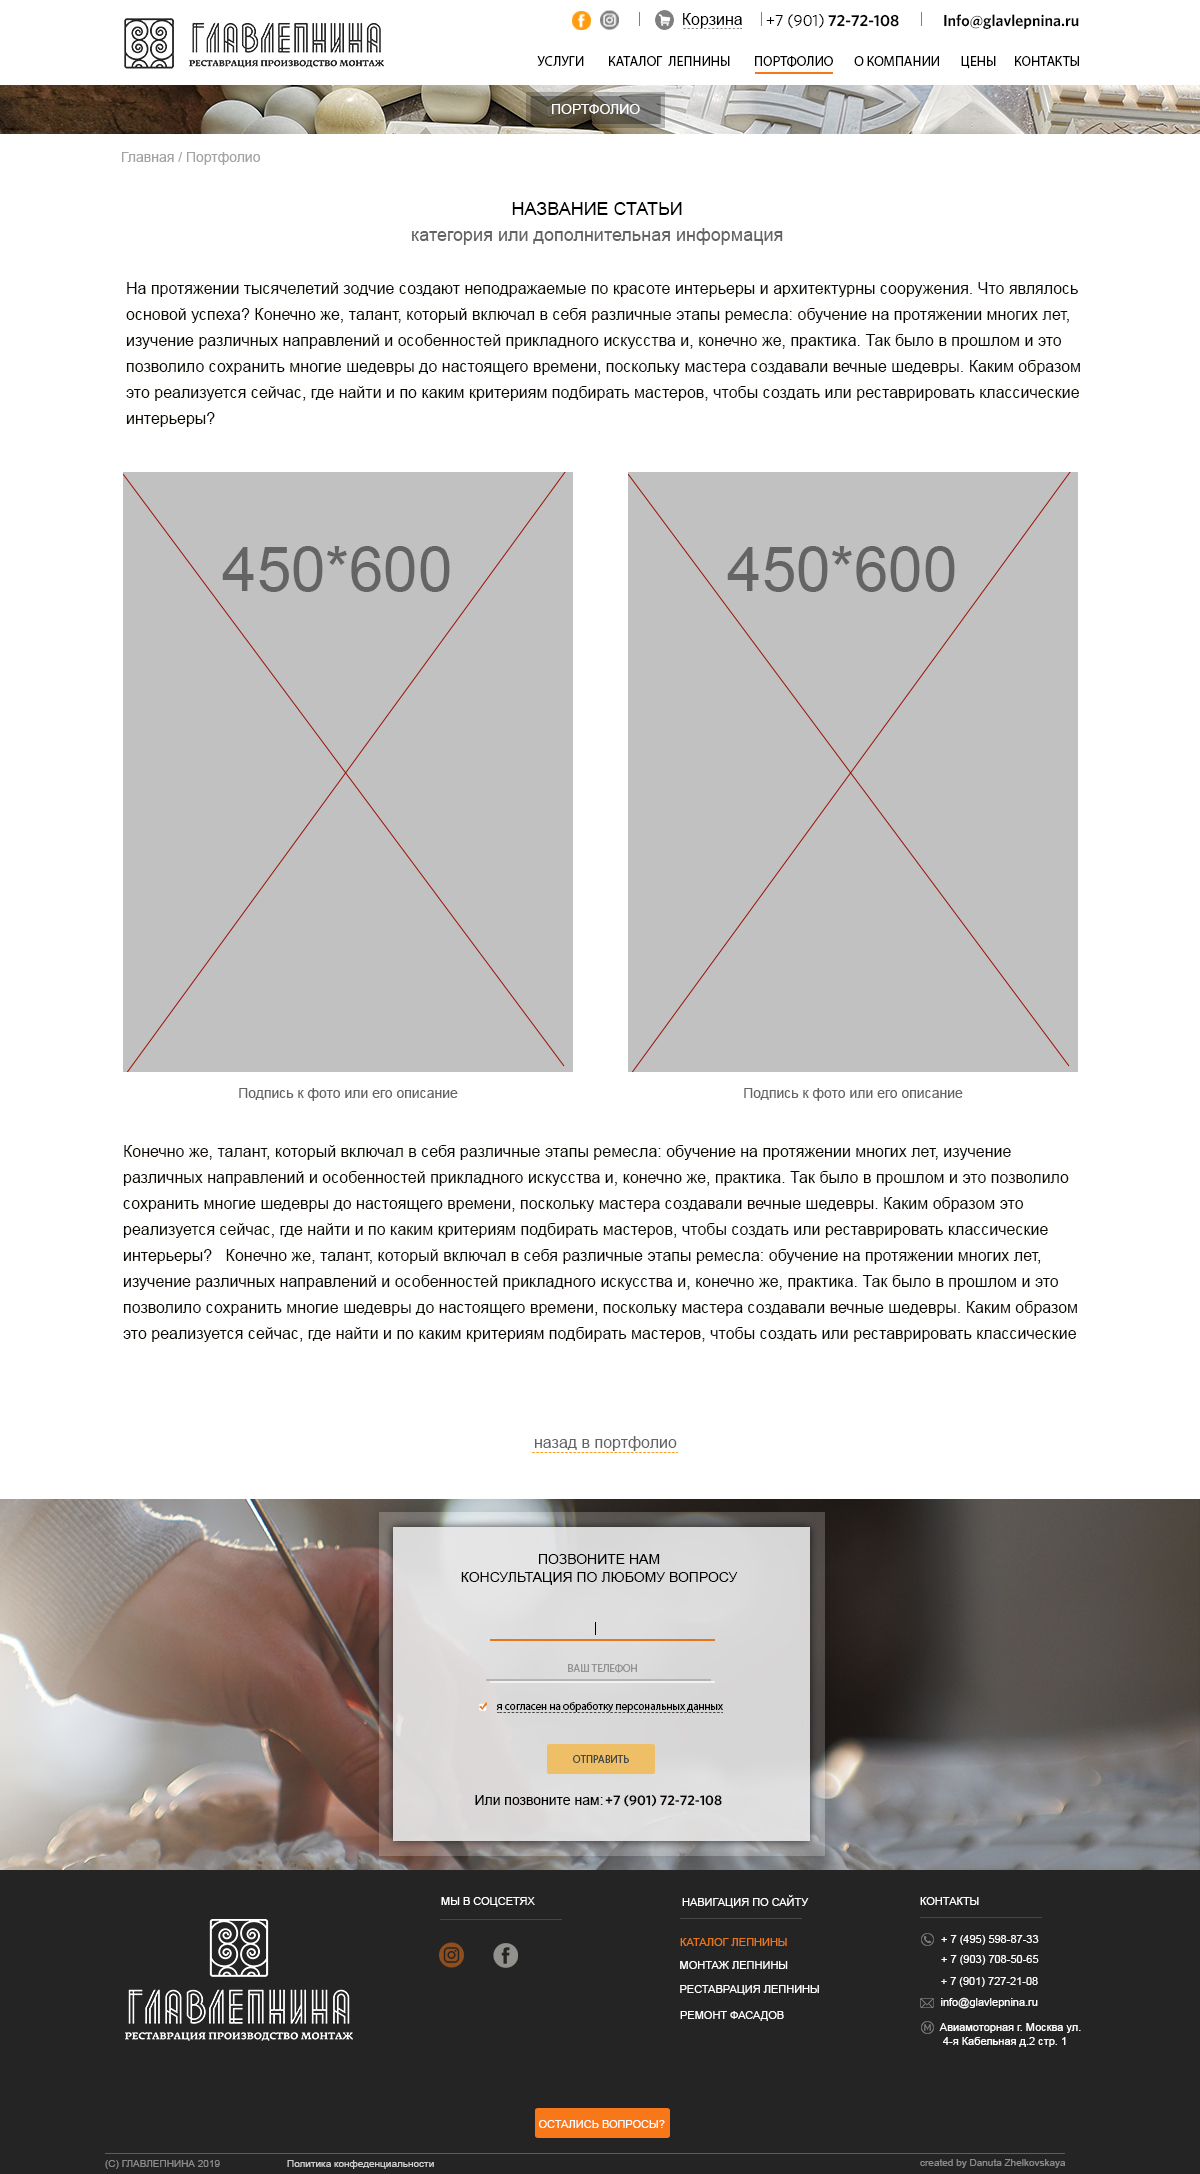 ГЛАВЛЕПНИНА
РЕСТАВРАЦИЯ ПРОИЗВОДСТВО МОНТАЖ
Корзина
+7 (901) 72-72-108
Info@glavlepnina.ru
УСЛУГИ КАТАЛОГ ЛЕПНИНЫ ПОРТФОЛИО О КОМПАНИИ ЦЕНЫ КОНТАКТЫ
ПОРТФОЛИО
Главная / Портфолио
НАЗВАНИЕ СТАТЬИ
категория или дополнительная информация
На протяжении тысячелетий зодчие создают неподражаемые по красоте интерьеры и архитектурны сооружения. Что являлось
основой успеха? Конечно же, талант, который включал в себя различные этапы ремесла: обучение на протяжении многих лет,
изучение различных направлений и особенностей прикладного искусства и, конечно же, практика. Так было в прошлом и это
позволило сохранить многие шедевры до настоящего времени, поскольку мастера создавали вечные шедевры. Каким образом
это реализуется сейчас, где найти и по каким критериям подбирать мастеров, чтобы создать или реставрировать классические
интерьеры?
450*600
450*600
Подпись к фото или его описание
Подпись к фото или его описание
Конечно же, талант, который включал в себя различные этапы ремесла: обучение на протяжении многих лет, изучение
различных направлений и особенностей прикладного искусства и, конечно же, практика. Так было в прошлом и это позволило
сохранить многие шедевры до настоящего времени, поскольку мастера создавали вечные шедевры. Каким образом это
реализуется сейчас, где найти и по каким критериям подбирать мастеров, чтобы создать или реставрировать классические
интерьеры? Конечно же, талант, который включал в себя различные этапы ремесла: обучение на протяжении многих лет,
изучение различных направлений и особенностей прикладного искусства и, конечно же, практика. Так было в прошлом и это
позволило сохранить многие шедевры до настоящего времени, поскольку мастера создавали вечные шедевры. Каким образом
это реализуется сейчас, где найти и по каким критериям подбирать мастеров, чтобы создать или реставрировать классические
назад в портфолио
ПОЗВОНИТЕ НАМ
КОНСУЛЬТАЦИЯ ПО ЛЮБОМУ ВОПРОСУ
ВАШ ТЕЛЕФОН
я согласен на обработку персональных данных
ОТПРАВИТЬ
Или позвоните нам: +7 (901) 72-72-108
ГЛАВЛЕПНИНА
РЕСТАВРАЦИЯ ПРОИЗВОДСТВО МОНТАЖ
МЫ В СОЦСЕТЯХ
НАВИГАЦИЯ ПО САЙТУ
КАТАЛОГ ЛЕПНИНЫ
МОНТАЖ ЛЕПНИНЫ
РЕСТАВРАЦИЯ ЛЕПНИНЫ
РЕМОНТ ФАСАДОВ
КОНТАКТЫ
+ 7 (495) 598-87-33
+ 7 (903) 708-50-65
+ 7 (901) 727-21-08
info@glavlepnina.ru
Авиамоторная г. Москва ул.
4-я Кабельная д.2 стр. 1
ОСТАЛИСЬ ВОПРОСЫ?
(С) ГЛАВЛЕПНИНА 2019
Политика конфеденциальности
created by Danuta Zhelkovskaya